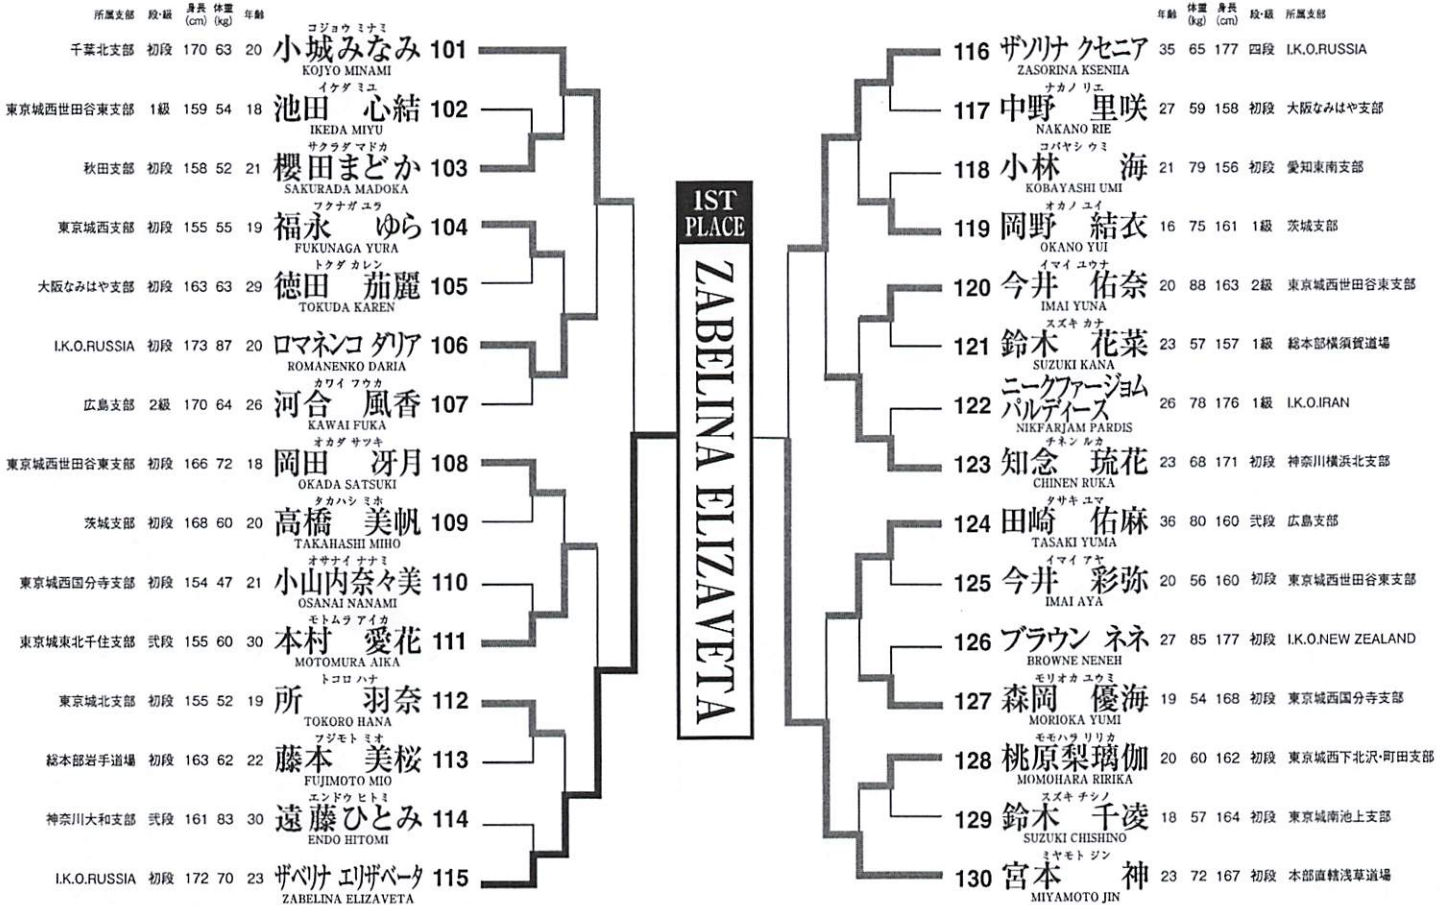 所属支部 段・級 身長(cm) 体重(kg) 年齢
コジョウ ミナミ
千葉北支部 初段 170 63 20 小城みなみ 101
KOJYO MINAMI
イケダ ミユ
東京城西世田谷東支部 1級 159 54 18 池田 心結 102
IKEDA MIYU
サクラダ マドカ
秋田支部 初段 158 52 21 櫻田まどか 103
SAKURADA MADOKA
フクナガ ユラ
東京城西支部 初段 155 55 19 福永 ゆら 104
FUKUNAGA YURA
トクダ カレン
大阪なみはや支部 初段 163 63 29 徳田 茄麗 105
TOKUDA KAREN
I.K.O.RUSSIA 初段 173 87 20 ロマネンコ ダリア 106
ROMANENKO DARIA
カワイ フウカ
広島支部 2級 170 64 26 河合 風香 107
KAWAI FUKA
オカダ サツキ
東京城西世田谷東支部 初段 166 72 18 岡田 冴月 108
OKADA SATSUKI
タカハシ ミホ
茨城支部 初段 168 60 20 高橋 美帆 109
TAKAHASHI MIHO
オサナイ ナナミ
東京城西国分寺支部 初段 154 47 21 小山内奈々美 110
OSANAI NANAMI
モトムラ アイカ
東京城東北千住支部 弐段 155 60 30 本村 愛花 111
MOTOMURA AIKA
トコロ ハナ
東京城北支部 初段 155 52 19 所 羽奈 112
TOKORO HANA
フジモト ミオ
総本部岩手道場 初段 163 62 22 藤本 美桜 113
FUJIMOTO MIO
エンドウ ヒトミ
神奈川大和支部 弐段 161 83 30 遠藤ひとみ 114
ENDO HITOMI
I.K.O.RUSSIA 初段 172 70 23 ザベリナ エリザベータ 115
ZABELINA ELIZAVETA
1ST
PLACE
ZABELINA ELIZAVETA
年齢 体重(kg) 身長(cm) 段・級 所属支部
116 ザソリナ クセニア 35 65 177 四段 I.K.O.RUSSIA
ZASORINA KSENIIA
ナカノ リエ
117 中野 里咲 27 59 158 初段 大阪なみはや支部
NAKANO RIE
コバヤシ ウミ
118 小林 海 21 79 156 初段 愛知東南支部
KOBAYASHI UMI
オカノ ユイ
119 岡野 結衣 16 75 161 1級 茨城支部
OKANO YUI
イマイ ユウナ
120 今井 佑奈 20 88 163 2級 東京城西世田谷東支部
IMAI YUNA
スズキ カナ
121 鈴木 花菜 23 57 157 1級 総本部横須賀道場
SUZUKI KANA
ニークファージョム
122 パルディーズ 26 78 176 1級 I.K.O.IRAN
NIKFARJAM PARDIS
チネン ルカ
123 知念 琉花 23 68 171 初段 神奈川横浜北支部
CHINEN RUKA
タサキ ユマ
124 田崎 佑麻 36 80 160 弐段 広島支部
TASAKI YUMA
イマイ アヤ
125 今井 彩弥 20 56 160 初段 東京城西世田谷東支部
IMAI AYA
126 ブラウン ネネ 27 85 177 初段 I.K.O.NEW ZEALAND
BROWNE NENEH
モリオカ ユウミ
127 森岡 優海 19 54 168 初段 東京城西国分寺支部
MORIOKA YUMI
モモハラ リリカ
128 桃原梨璃伽 20 60 162 初段 東京城西下北沢・町田支部
MOMOHARA RIRIKA
スズキ チシノ
129 鈴木 千凌 18 57 164 初段 東京城南池上支部
SUZUKI CHISHINO
ミヤモト ジン
130 宮本 神 23 72 167 初段 本部直轄浅草道場
MIYAMOTO JIN